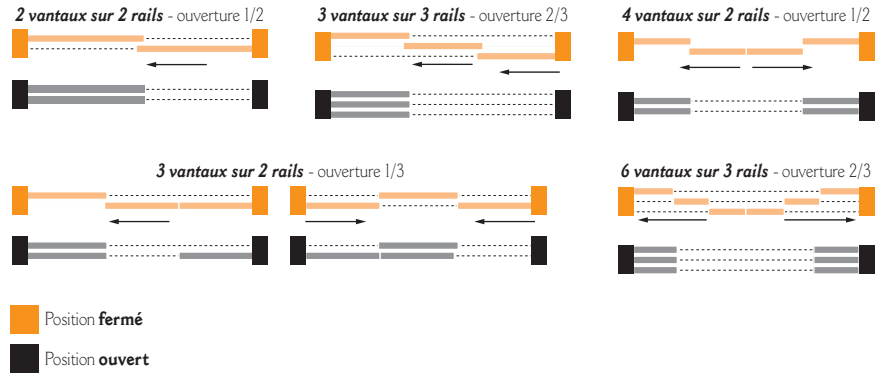 2 vantaux sur 2 rails - ouverture 1/2
3 vantaux sur 3 rails - ouverture 2/3
4 vantaux sur 2 rails - ouverture 1/2
3 vantaux sur 2 rails - ouverture 1/3
6 vantaux sur 3 rails - ouverture 2/3
Position fermé
Position ouvert